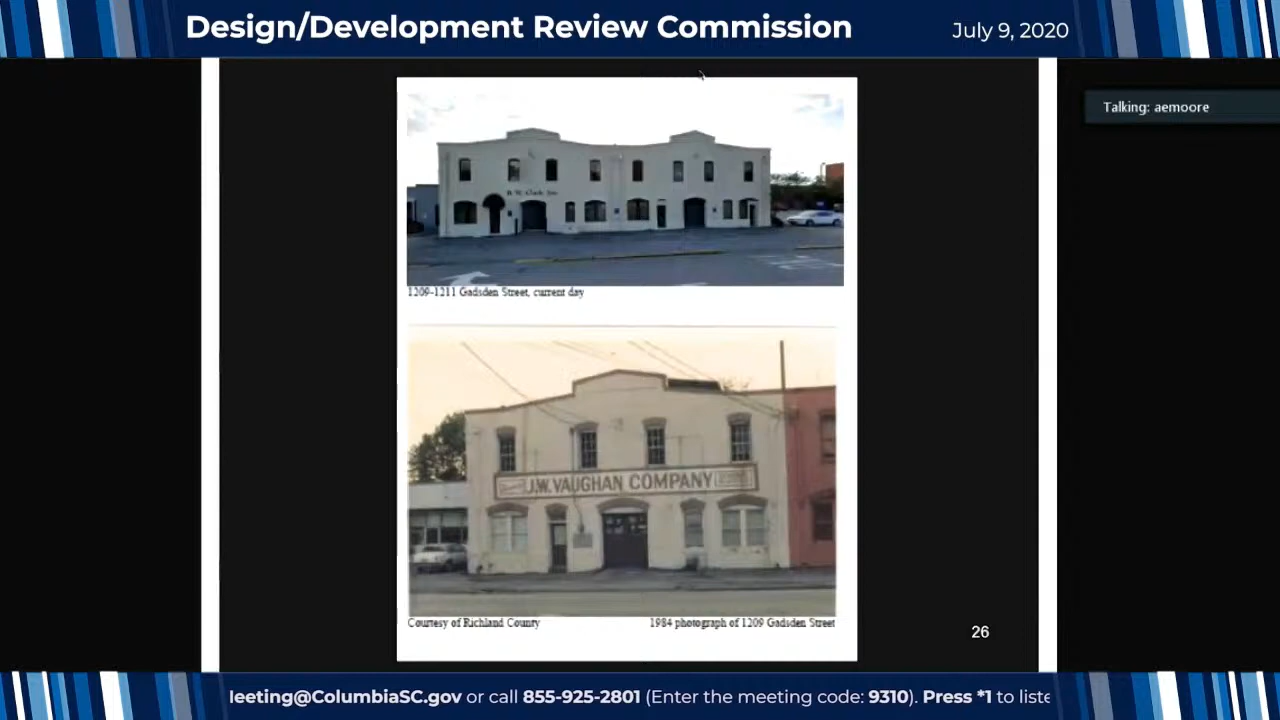 Design/Development Review Commission
July 9, 2020
Talking: aemoore
1209-1211 Gadsden Street, current day
J.W. VAUGHAN COMPANY
Courtesy of Richland County
1984 photograph of 1209 Gadsden Street
26
leeting@ColumbiaSC.gov or call 855-925-2801 (Enter the meeting code: 9310). Press *1 to liste